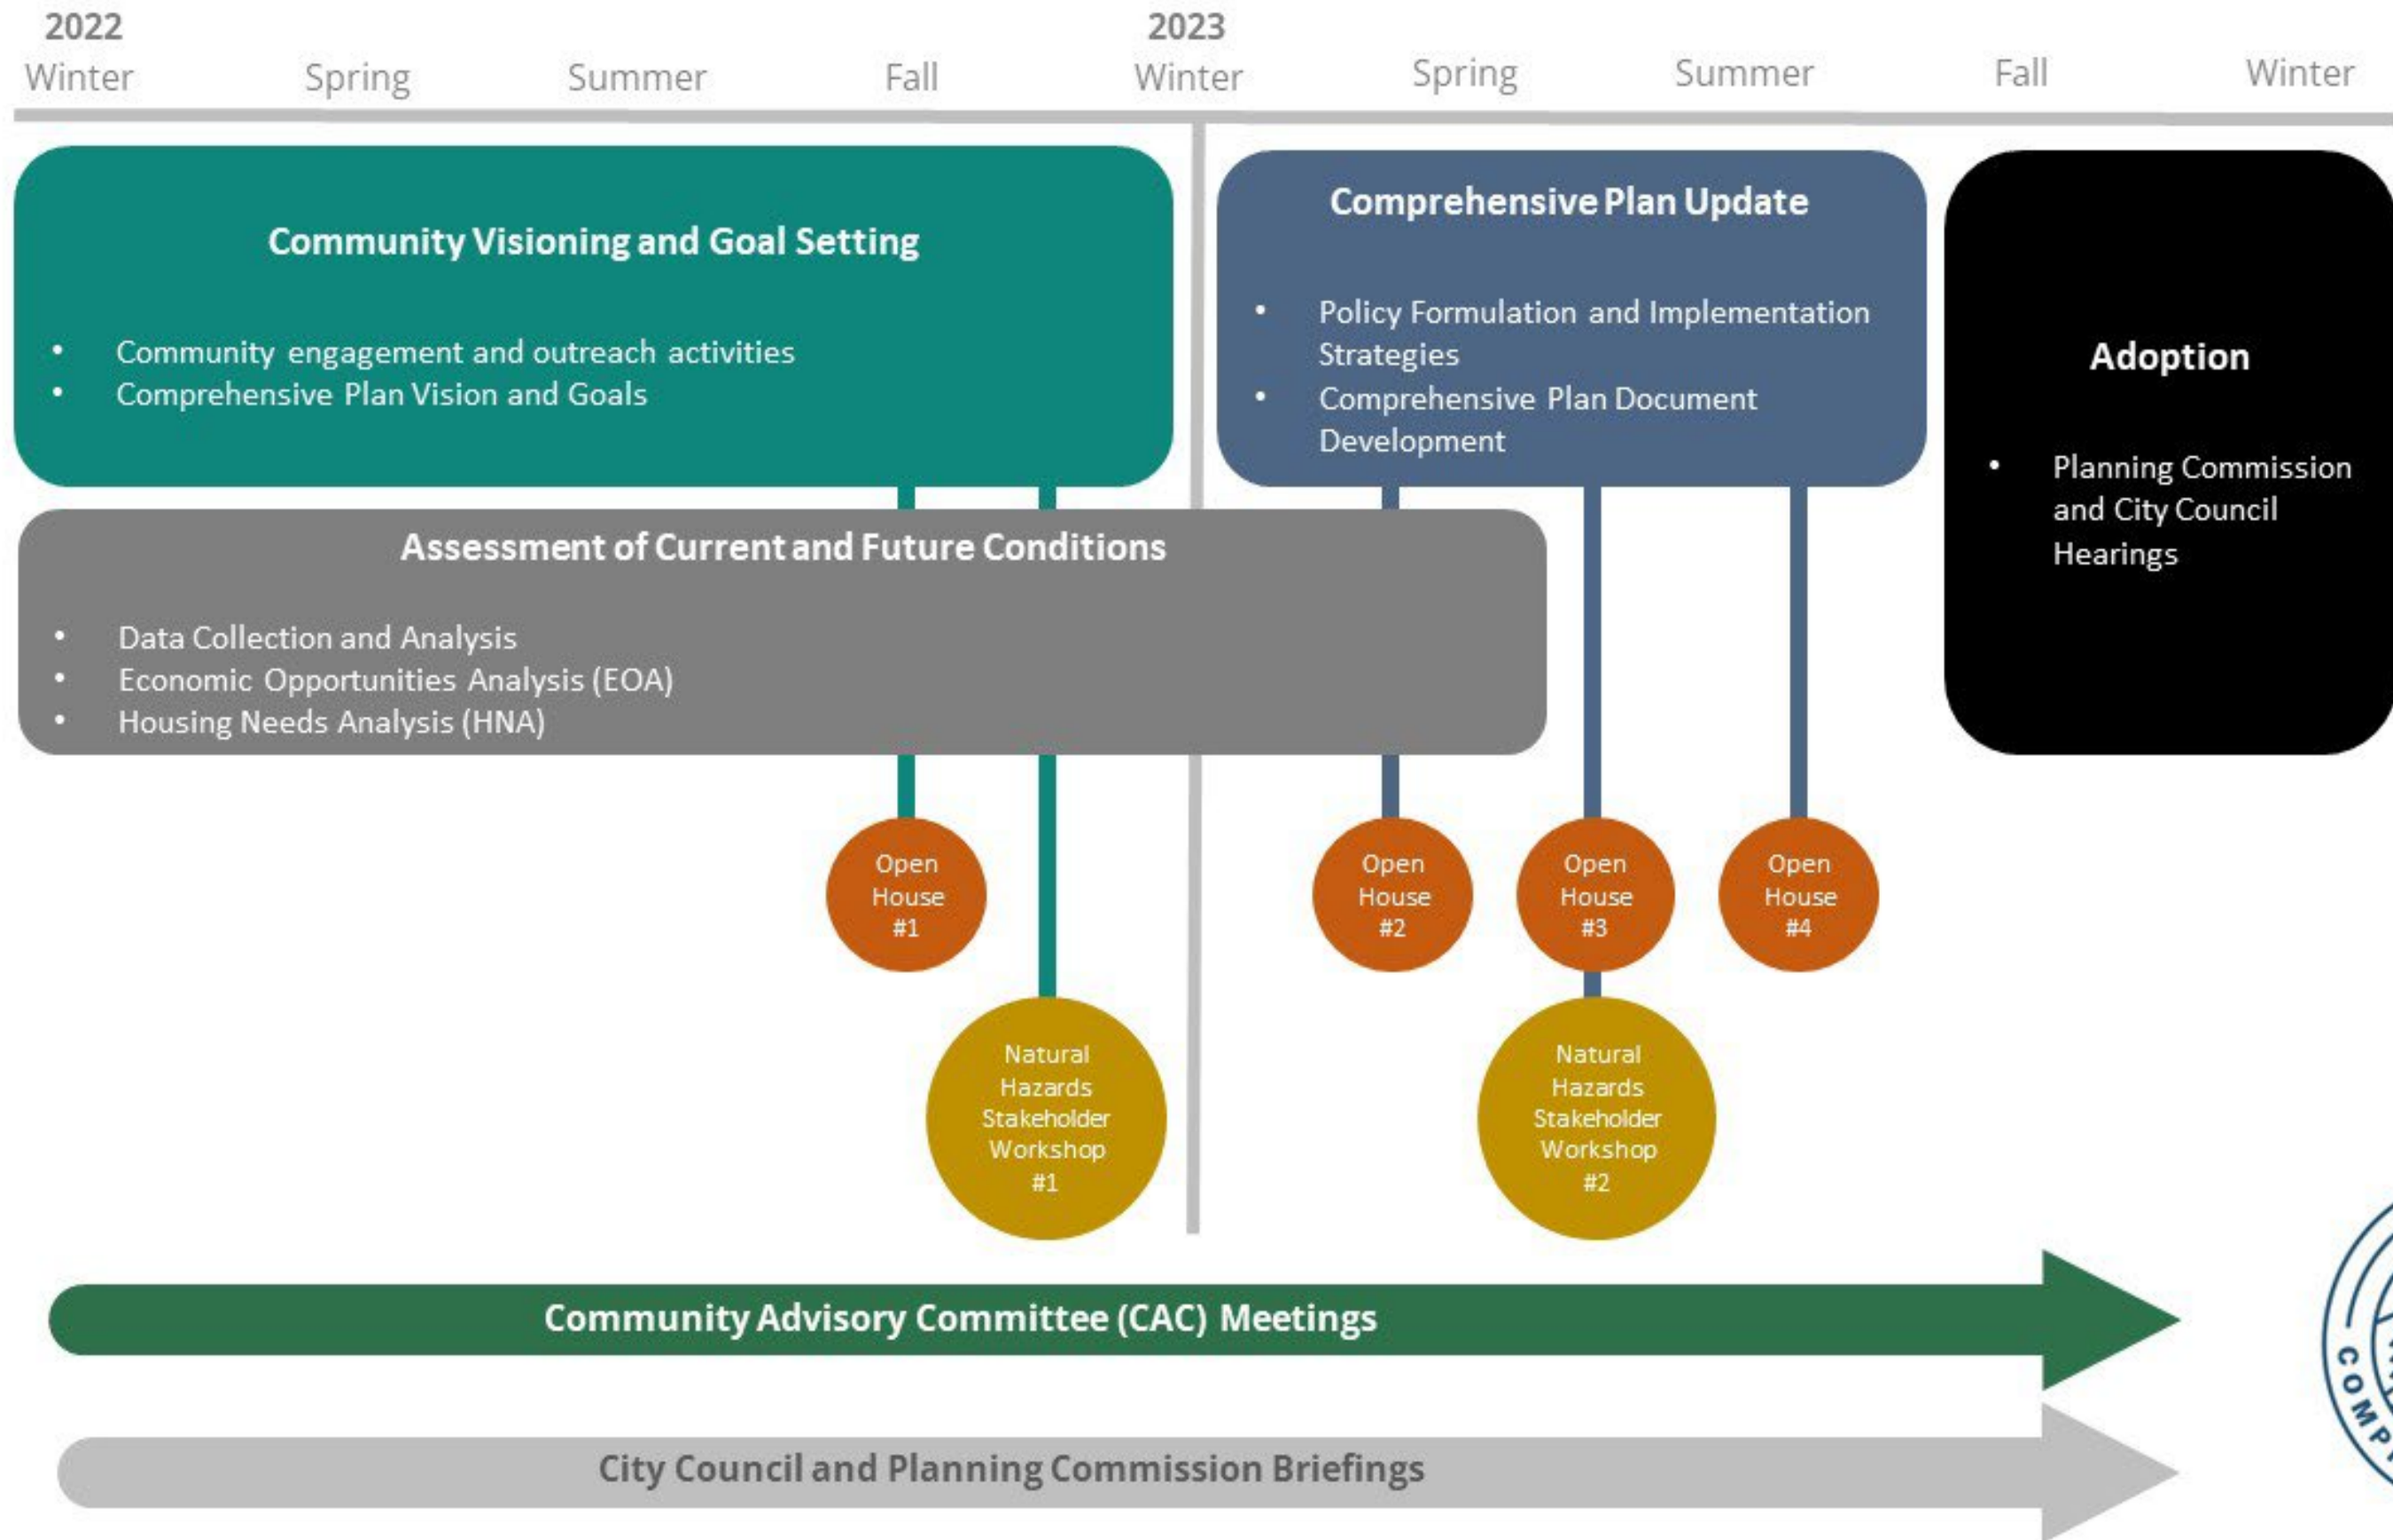 2022
2023
Winter
Spring
Summer
Fall
Winter
Spring
Summer
Fall
Winter
Community Visioning and Goal Setting
• Community engagement and outreach activities
• Comprehensive Plan Vision and Goals
Comprehensive Plan Update
• Policy Formulation and Implementation
Strategies
• Comprehensive Plan Document
Development
Adoption
• Planning Commission
and City Council
Hearings
Assessment of Current and Future Conditions
• Data Collection and Analysis
• Economic Opportunities Analysis (EOA)
• Housing Needs Analysis (HNA)
Open
House
#1
Open
House
#2
Open
House
#3
Open
House
#4
Natural
Hazards
Stakeholder
Workshop
#1
Natural
Hazards
Stakeholder
Workshop
#2
Community Advisory Committee (CAC) Meetings
City Council and Planning Commission Briefings